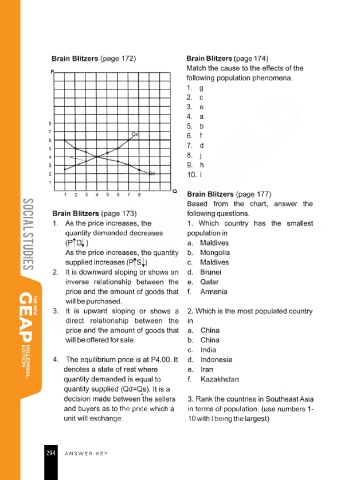 Brain Blitzers (page 172)
P
8
7
6
5
4
3
2
1
Qs
Qd
1 2 3 4 5 6 7 8
Q
Brain Blitzers (page 173)
1. As the price increases, the
quantity demanded decreases
(P↑D↓)
As the price increases, the quantity
supplied increases (P↑S↓)
2. It is downward sloping or shows an
inverse relationship between the
price and the amount of goods that
will be purchased.
3. It is upward sloping or shows a
direct relationship between the
price and the amount of goods that
will be offered for sale.
4. The equilibrium price is at P4.00. It
denotes a state of rest where
quantity demanded is equal to
quantity supplied (Qd=Qs). It is a
decision made between the sellers
and buyers as to the price which a
unit will exchange.
Brain Blitzers (page 174)
Match the cause to the effects of the
following population phenomena.
1. g
2. c
3. e
4. a
5. b
6. f
7. d
8. j
9. h
10. i
Brain Blitzers (page 177)
Based from the chart, answer the
following questions.
1. Which country has the smallest
population in
a. Maldives
b. Mongolia
c. Maldives
d. Brunei
e. Qatar
f. Armenia
2. Which is the most populated country
in
a. China
b. China
c. India
d. Indonesia
e. Iran
f. Kazakhstan
3. Rank the countries in Southeast Asia
in terms of population. (use numbers 1-
10 with I being the largest)
SOCIAL STUDIES
THE NEW
GEAP
MILLENNIAL
EDITION
294 ANSWER KEY